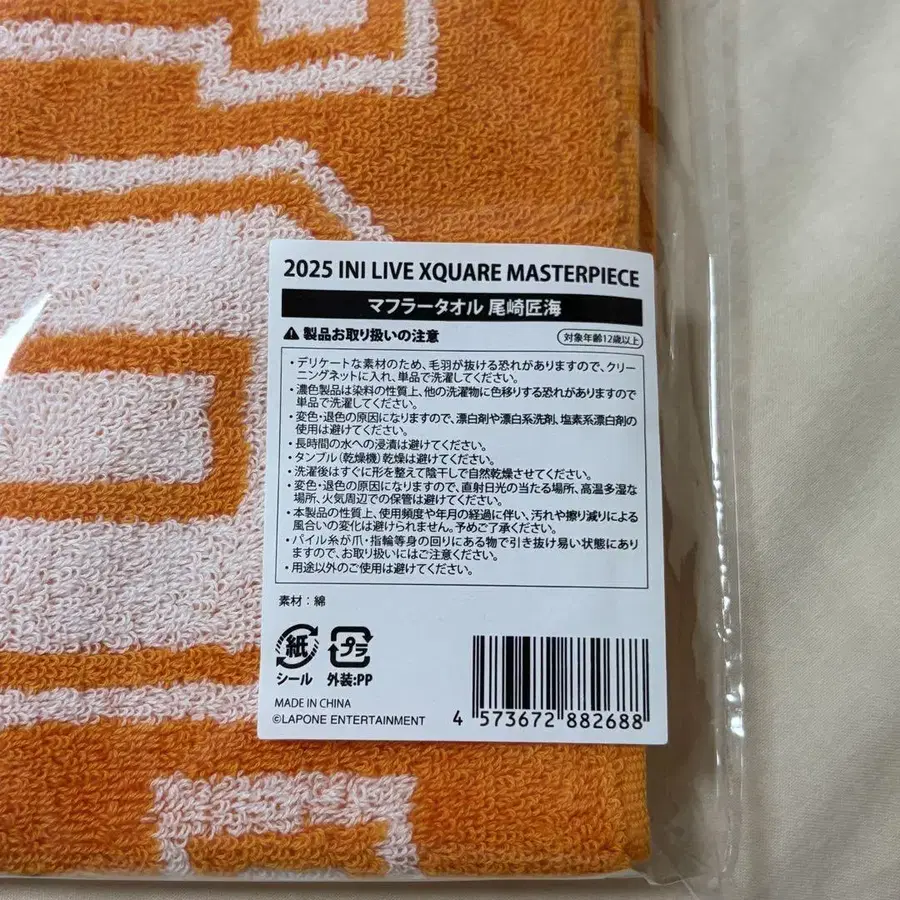 2025 INI LIVE XQUARE MASTERPIECE
マフラータオル 尾崎匠海
製品お取り扱いの注意
対象年齢12歳以上
・デリケートな素材のため、毛羽が抜ける恐れがありますので、クリー
ニングネットに入れ、単品で洗濯してください。
・濃色製品は染料の性質上、他の洗濯物に色移りする恐れがありますので
単品で洗濯してください。
・変色・退色の原因になりますので、漂白剤や漂白系洗剤、塩素系漂白剤の
使用は避けてください。
・長時間の水への浸漬は避けてください。
・タンブル(乾燥機)乾燥は避けてください。
・洗濯後はすぐに形を整えて陰干しで自然乾燥させてください。
・変色・退色の原因になりますので、直射日光の当たる場所、高温多湿な
場所、火気周辺での保管は避けてください。
・本製品の性質上、使用頻度や年月の経過に伴い、汚れや擦り減りによる
風合いの変化は避けられません。予めご了承ください。
・パイル糸が爪・指輪等身の回りにある物で引き抜け易い状態にあり
ますので、お取り扱いにはご注意ください。
・用途以外のご使用は避けてください。
素材：綿
紙
プラ
シール
外装:PP
MADE IN CHINA
©LAPONE ENTERTAINMENT
4 573672 882688